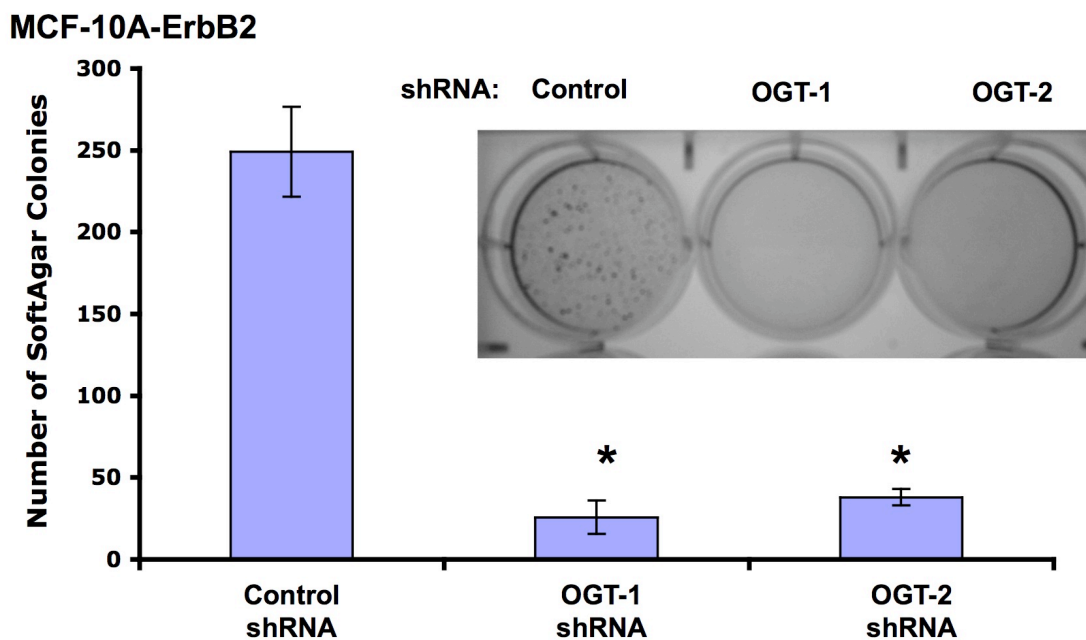 MCF-10A-ErbB2
shRNA: Control OGT-1 OGT-2
Number of SoftAgar Colonies
300
250
200
150
100
50
0
*
*
Control
shRNA
OGT-1
shRNA
OGT-2
shRNA